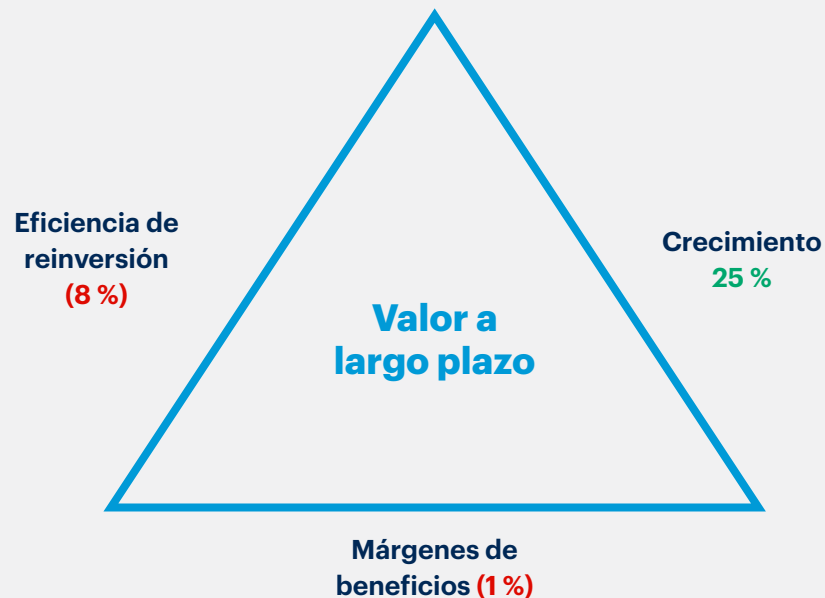 Eficiencia de
reinversión
(8 %)
Crecimiento
25 %
Valor a
largo plazo
Márgenes de
beneficios (1 %)